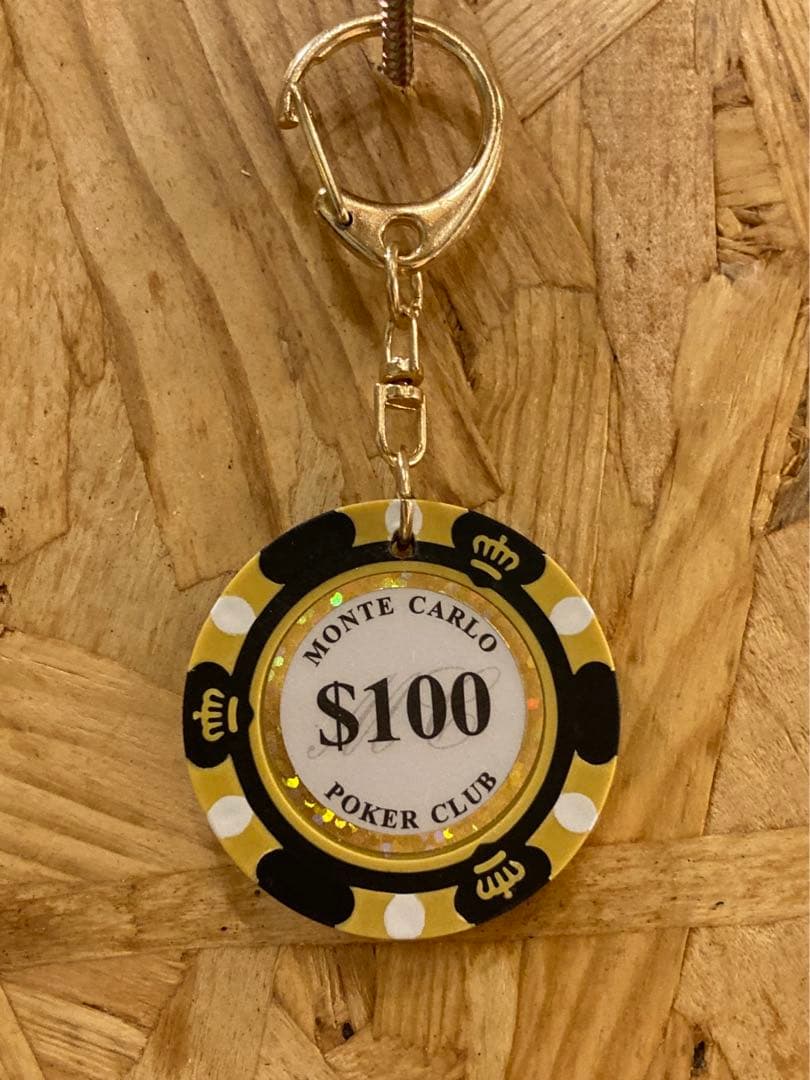 MONTE CARLO
$100
POKER CLUB